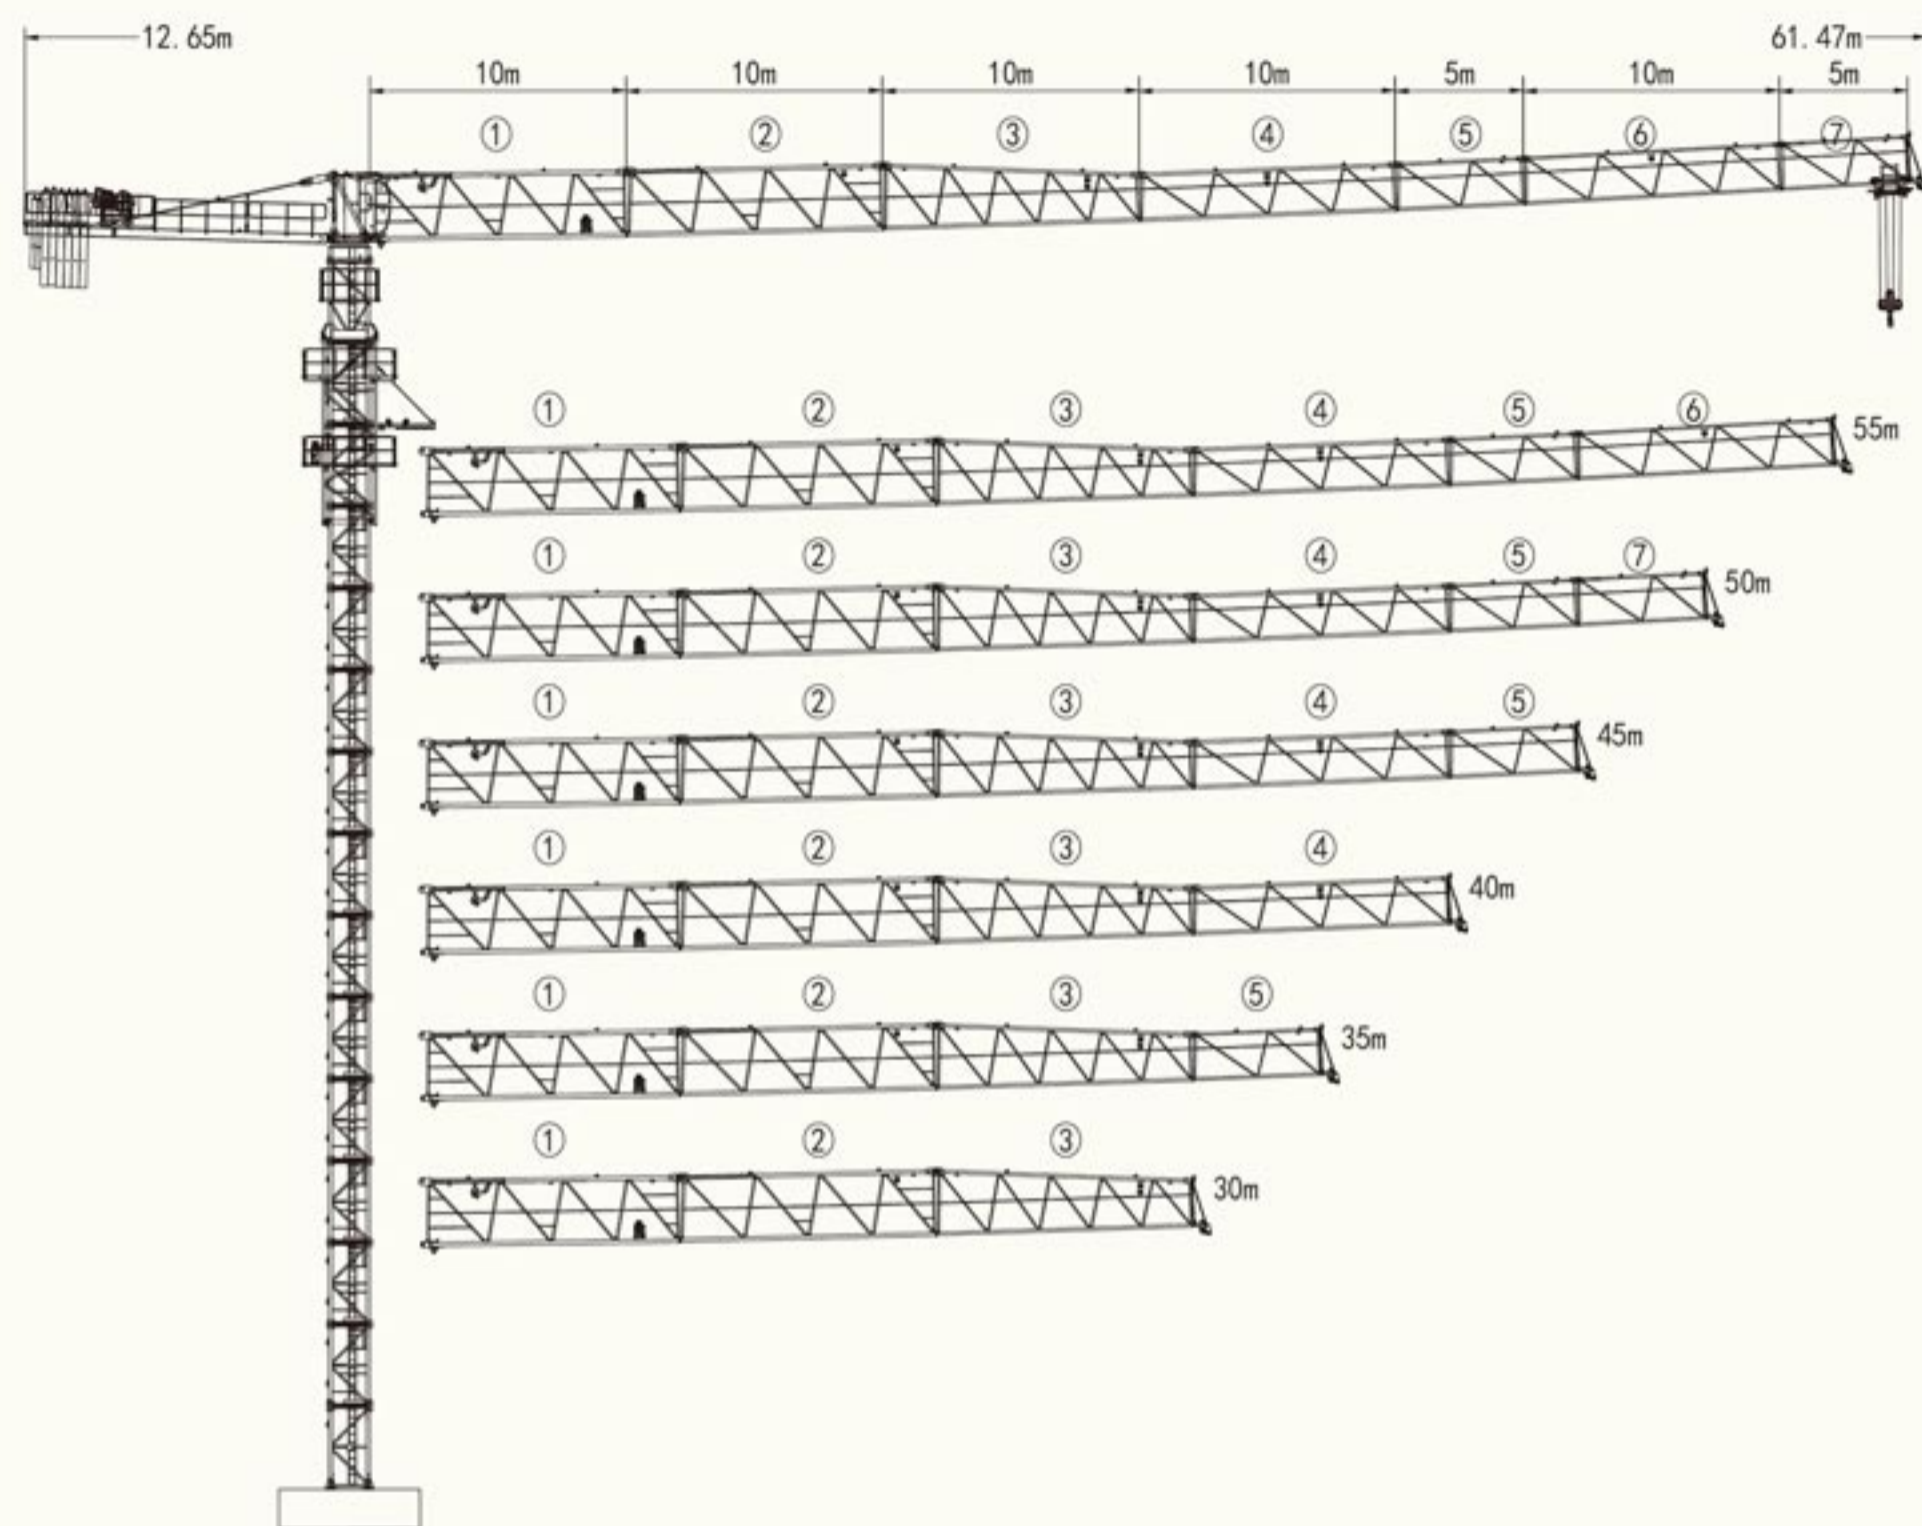 12.65m 61.47m
10m 10m 10m 10m 5m 10m 5m
① ② ③ ④ ⑤ ⑥ ⑦
① ② ③ ④ ⑤ ⑥ 55m
① ② ③ ④ ⑤ ⑦ 50m
① ② ③ ④ ⑤ 45m
① ② ③ ④ 40m
① ② ③ ⑤ 35m
① ② ③ 30m